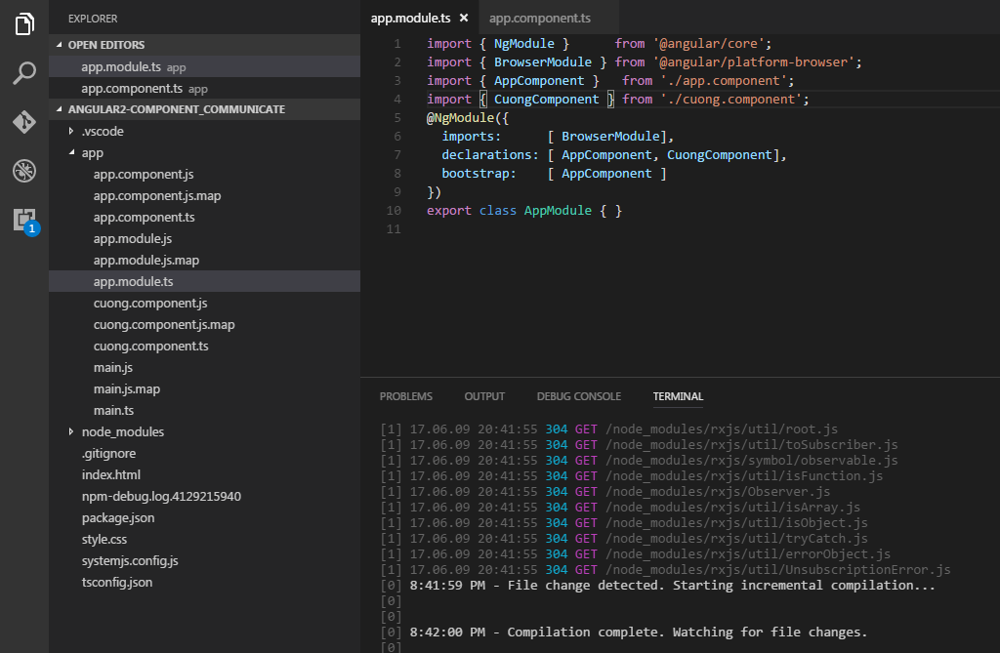 EXPLORER
OPEN EDITORS
app.module.ts app
app.component.ts app
ANGULAR2-COMPONENT_COMMUNICATE
.vscode
app
app.component.js
app.component.js.map
app.component.ts
app.module.js
app.module.js.map
app.module.ts
cuong.component.js
cuong.component.js.map
cuong.component.ts
main.js
main.js.map
main.ts
node_modules
.gitignore
index.html
npm-debug.log.4129215940
package.json
style.css
systemjs.config.js
tsconfig.json
1
app.module.ts × app.component.ts
1 import { NgModule }      from '@angular/core';
2 import { BrowserModule } from '@angular/platform-browser';
3 import { AppComponent }   from './app.component';
4 import { CuongComponent } from './cuong.component';
5 @NgModule({
6   imports:      [ BrowserModule],
7   declarations: [ AppComponent, CuongComponent],
8   bootstrap:    [ AppComponent ]
9 })
10 export class AppModule { }
11
PROBLEMS OUTPUT DEBUG CONSOLE TERMINAL
[1] 17.06.09 20:41:55 304 GET /node_modules/rxjs/util/root.js
[1] 17.06.09 20:41:55 304 GET /node_modules/rxjs/util/toSubscriber.js
[1] 17.06.09 20:41:55 304 GET /node_modules/rxjs/symbol/observable.js
[1] 17.06.09 20:41:55 304 GET /node_modules/rxjs/util/isFunction.js
[1] 17.06.09 20:41:55 304 GET /node_modules/rxjs/Observer.js
[1] 17.06.09 20:41:55 304 GET /node_modules/rxjs/util/isArray.js
[1] 17.06.09 20:41:55 304 GET /node_modules/rxjs/util/isObject.js
[1] 17.06.09 20:41:55 304 GET /node_modules/rxjs/util/tryCatch.js
[1] 17.06.09 20:41:55 304 GET /node_modules/rxjs/util/errorObject.js
[1] 17.06.09 20:41:55 304 GET /node_modules/rxjs/util/UnsubscriptionError.js
[0] 8:41:59 PM - File change detected. Starting incremental compilation...
[0]
[0]
[0] 8:42:00 PM - Compilation complete. Watching for file changes.
[0]